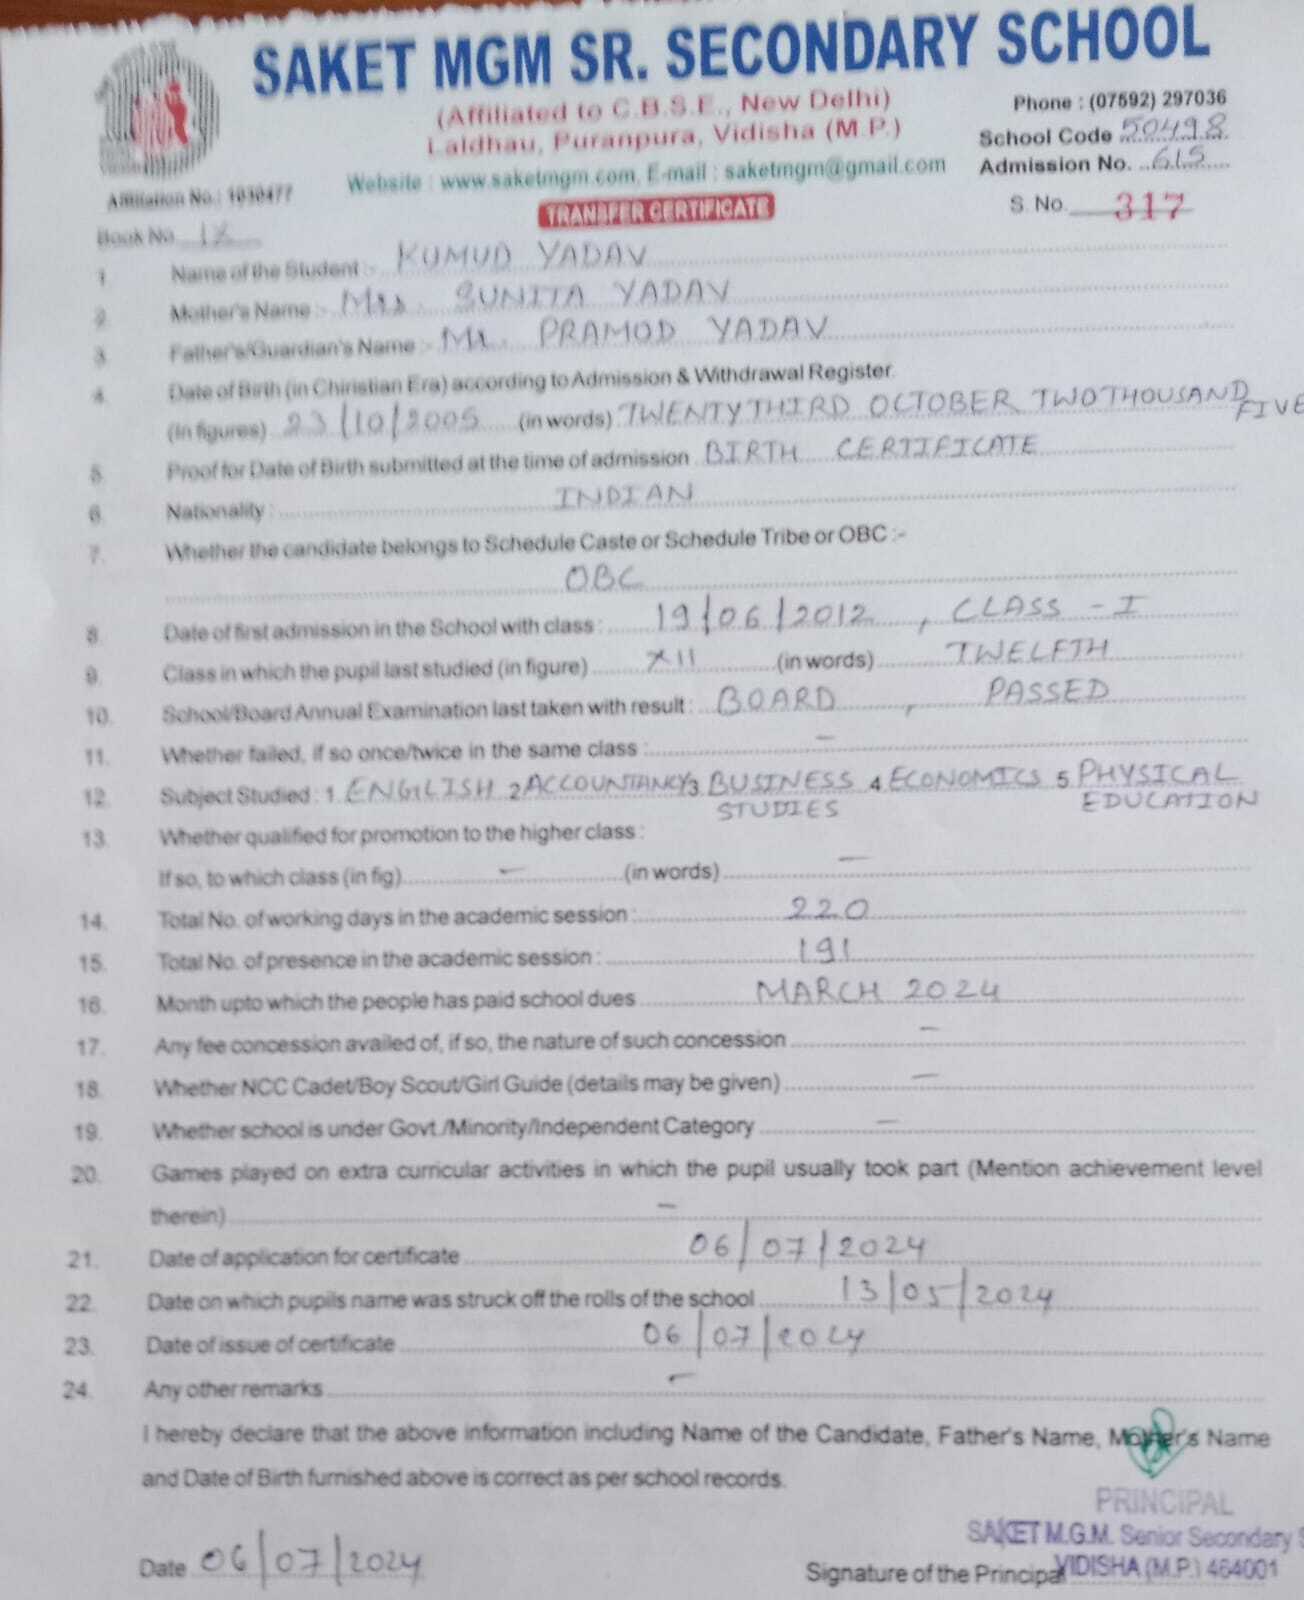 SAKET MGM SR. SECONDARY SCHOOL
(Affiliated to C.B.S.E., New Delhi)
Laldhau, Puranpura, Vidisha (M.P.)
Website : www.saketmgm.com, E-mail : saketmgm@gmail.com
Phone : (07592) 297036
School Code 50498
Admission No. 615
Affiliation No.: 1030477
TRANSFER CERTIFICATE
S. No. 317
Book No.
1. Name of the Student :- KUMUD YADAV
2. Mother's Name :- Mrs. SUNITA YADAV
3. Father's/Guardian's Name :- Mr. PRAMOD YADAV
4. Date of Birth (in Chiristian Era) according to Admission & Withdrawal Register.
(In figures) 23/10/2005 (in words) TWENTY THIRD OCTOBER TWO THOUSAND FIVE
5. Proof for Date of Birth submitted at the time of admission BIRTH CERTIFICATE
6. Nationality : INDIAN
7. Whether the candidate belongs to Schedule Caste or Schedule Tribe or OBC :-
OBC
8. Date of first admission in the School with class : 19/06/2012, CLASS - I
9. Class in which the pupil last studied (in figure) XII (in words) TWELFTH
10. School/Board Annual Examination last taken with result : BOARD, PASSED
11. Whether failed, if so once/twice in the same class : -
12. Subject Studied : 1. ENGLISH 2 ACCOUNTANCY 3 BUSINESS STUDIES 4 ECONOMICS 5 PHYSICAL EDUCATION
13. Whether qualified for promotion to the higher class :
If so, to which class (in fig) - (in words) -
14. Total No. of working days in the academic session : 220
15. Total No. of presence in the academic session : 191
16. Month upto which the people has paid school dues MARCH 2024
17. Any fee concession availed of, if so, the nature of such concession -
18. Whether NCC Cadet/Boy Scout/Girl Guide (details may be given) -
19. Whether school is under Govt./Minority/Independent Category -
20. Games played on extra curricular activities in which the pupil usually took part (Mention achievement level
therein) -
21. Date of application for certificate 06/07/2024
22. Date on which pupils name was struck off the rolls of the school 13/05/2024
23. Date of issue of certificate 06/07/2024
24. Any other remarks -
I hereby declare that the above information including Name of the Candidate, Father's Name, Mother's Name
and Date of Birth furnished above is correct as per school records.
PRINCIPAL
SAKET M.G.M. Senior Secondary S
VIDISHA (M.P.) 464001
Date 06/07/2024
Signature of the Principal